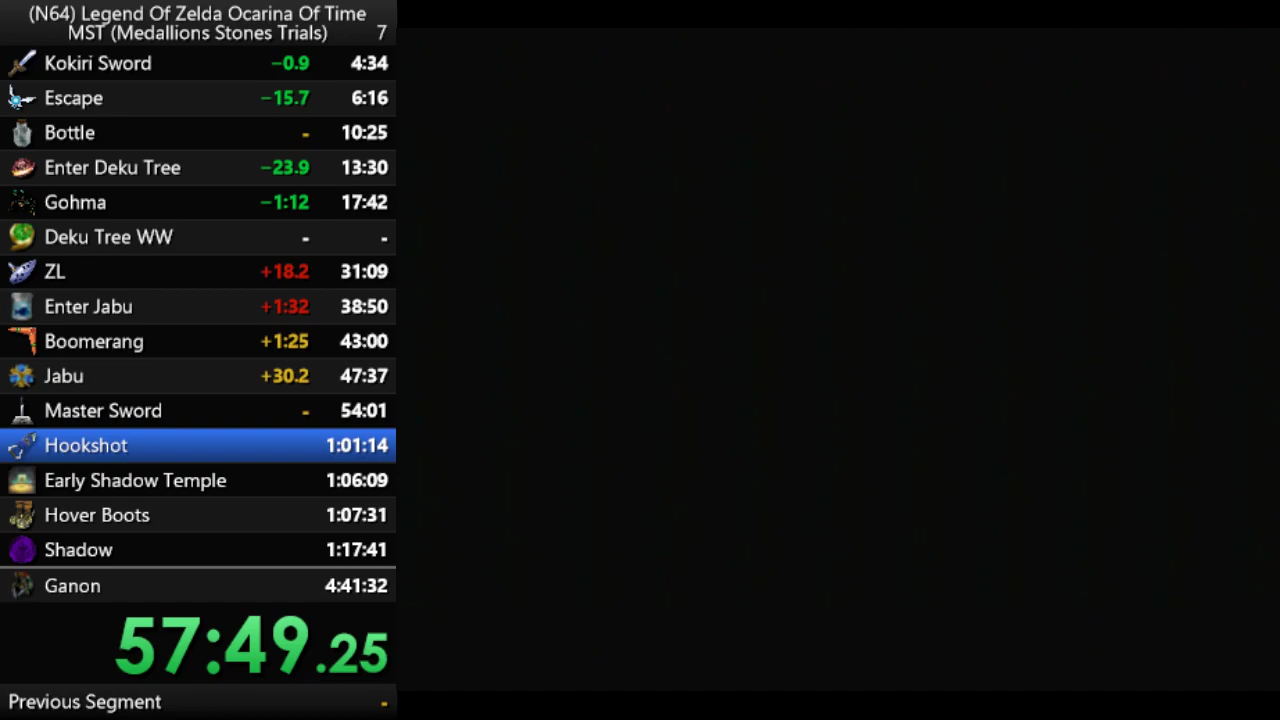 (N64) Legend Of Zelda Ocarina Of Time
MST (Medallions Stones Trials) 7
Kokiri Sword −0.9 4:34
Escape −15.7 6:16
Bottle - 10:25
Enter Deku Tree −23.9 13:30
Gohma −1:12 17:42
Deku Tree WW - -
ZL +18.2 31:09
Enter Jabu +1:32 38:50
Boomerang +1:25 43:00
Jabu +30.2 47:37
Master Sword - 54:01
Hookshot 1:01:14
Early Shadow Temple 1:06:09
Hover Boots 1:07:31
Shadow 1:17:41
Ganon 4:41:32
57:49.25
Previous Segment -